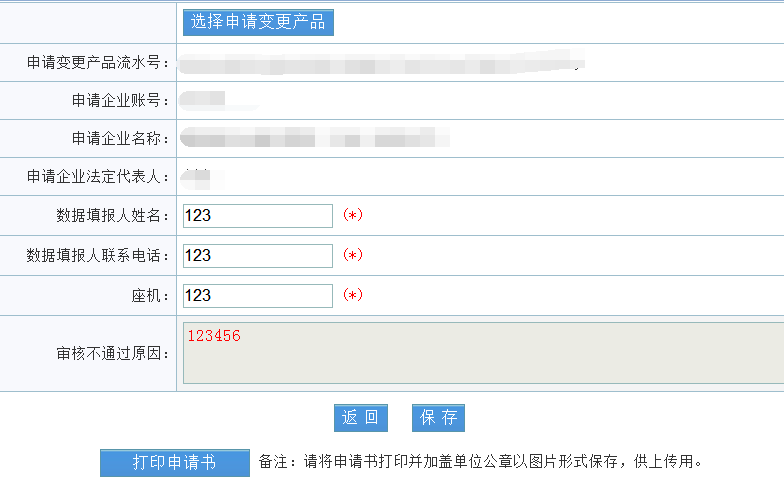 选择申请变更产品
申请变更产品流水号：
申请企业账号：
申请企业名称：
申请企业法定代表人：
数据填报人姓名： 123 (*)
数据填报人联系电话： 123 (*)
座机： 123 (*)
审核不通过原因： 123456
返 回 保 存
打印申请书 备注：请将申请书打印并加盖单位公章以图片形式保存，供上传用。